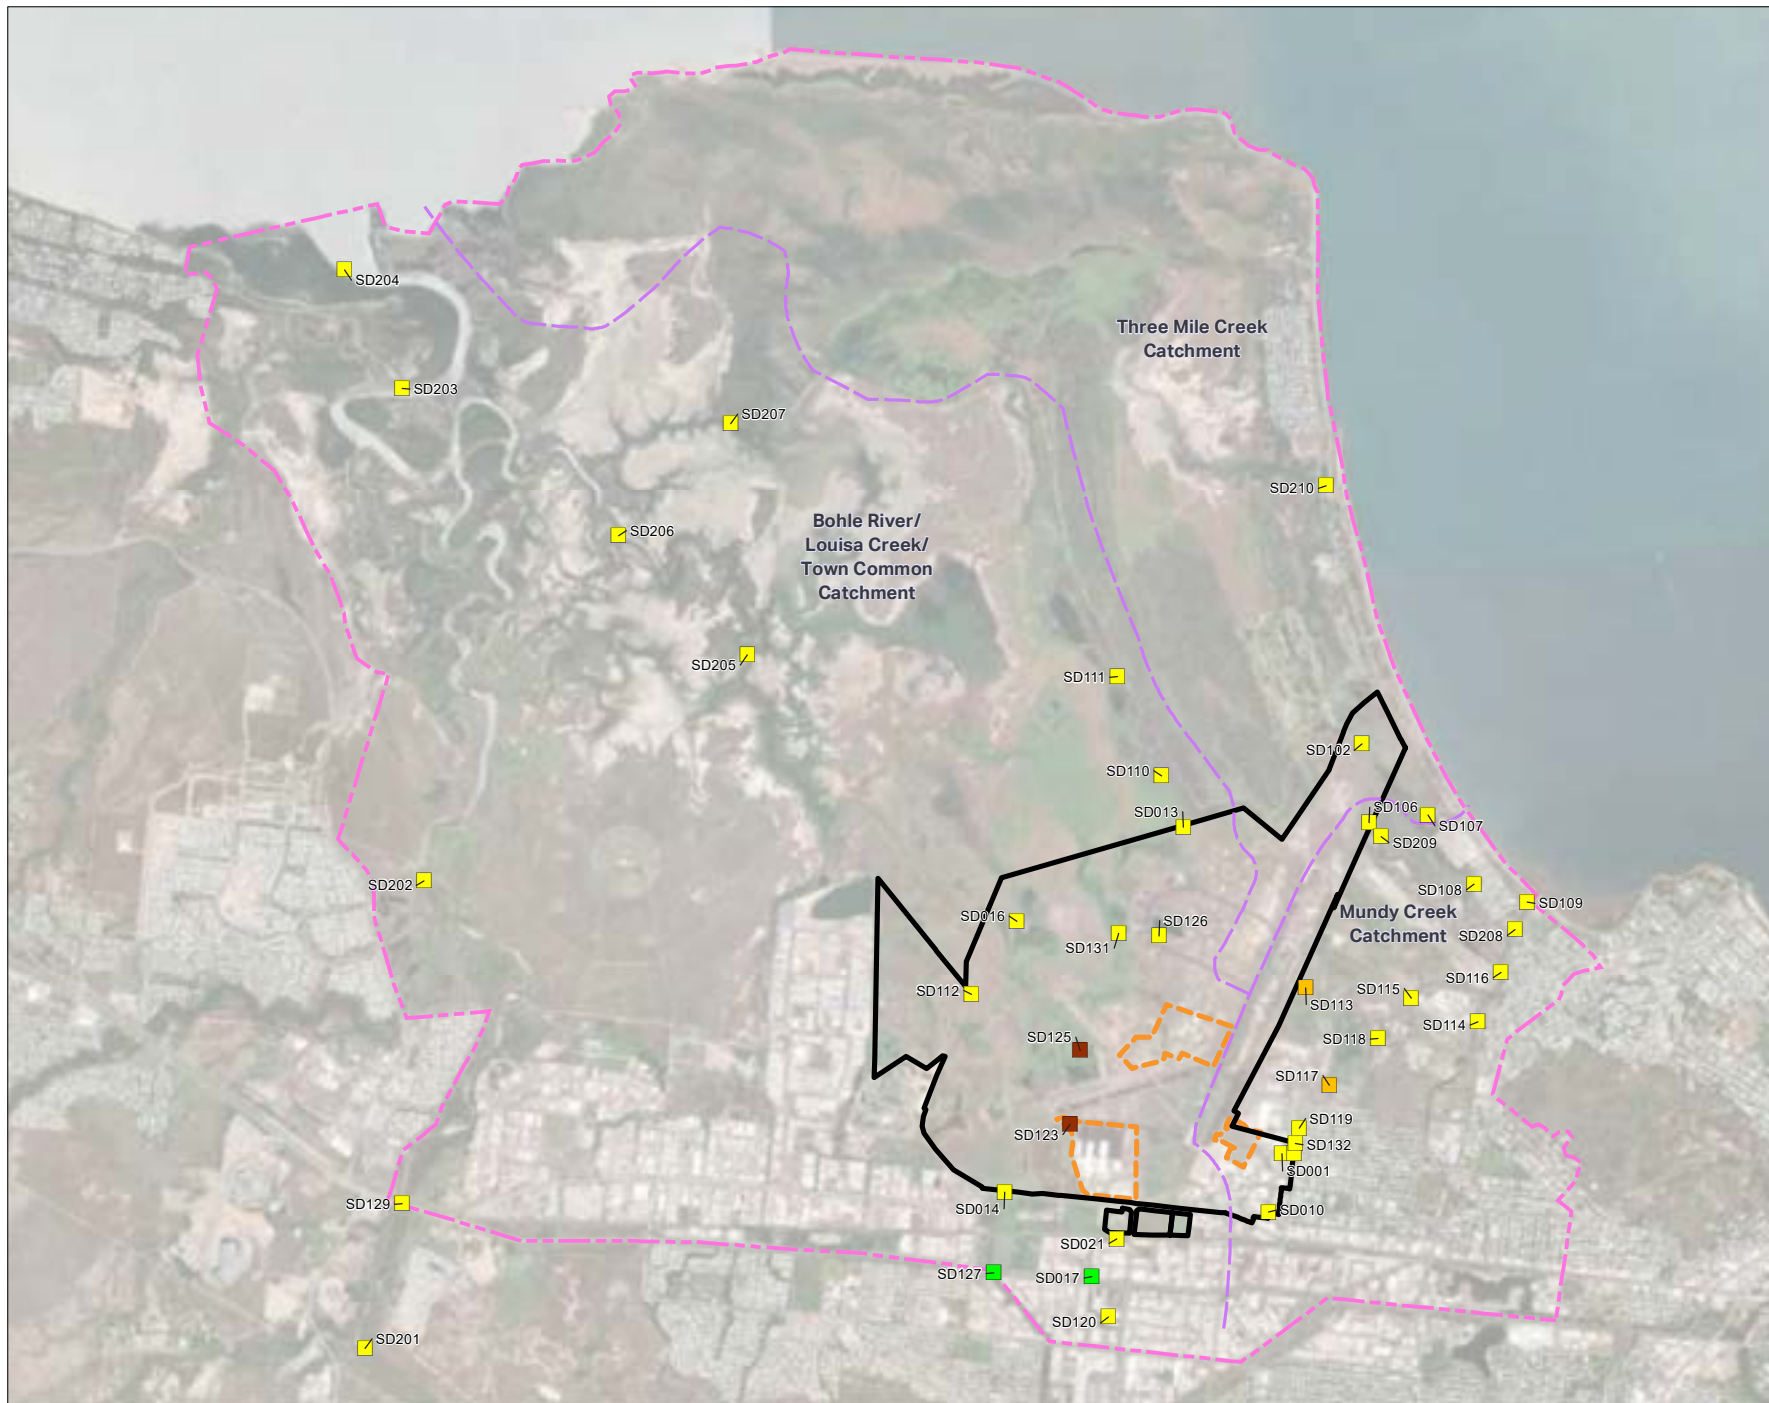 SD204
Three Mile Creek
Catchment
SD203
SD207
SD210
Bohle River/
Louisa Creek/
Town Common
Catchment
SD206
SD205
SD111
SD102
SD110
SD013
SD106
SD107
SD209
SD202
SD108
SD109
SD016
Mundy Creek
Catchment
SD126
SD131
SD208
SD116
SD112
SD115
SD113
SD114
SD125
SD118
SD117
SD119
SD123
SD132
SD001
SD129
SD014
SD010
SD021
SD127
SD017
SD120
SD201